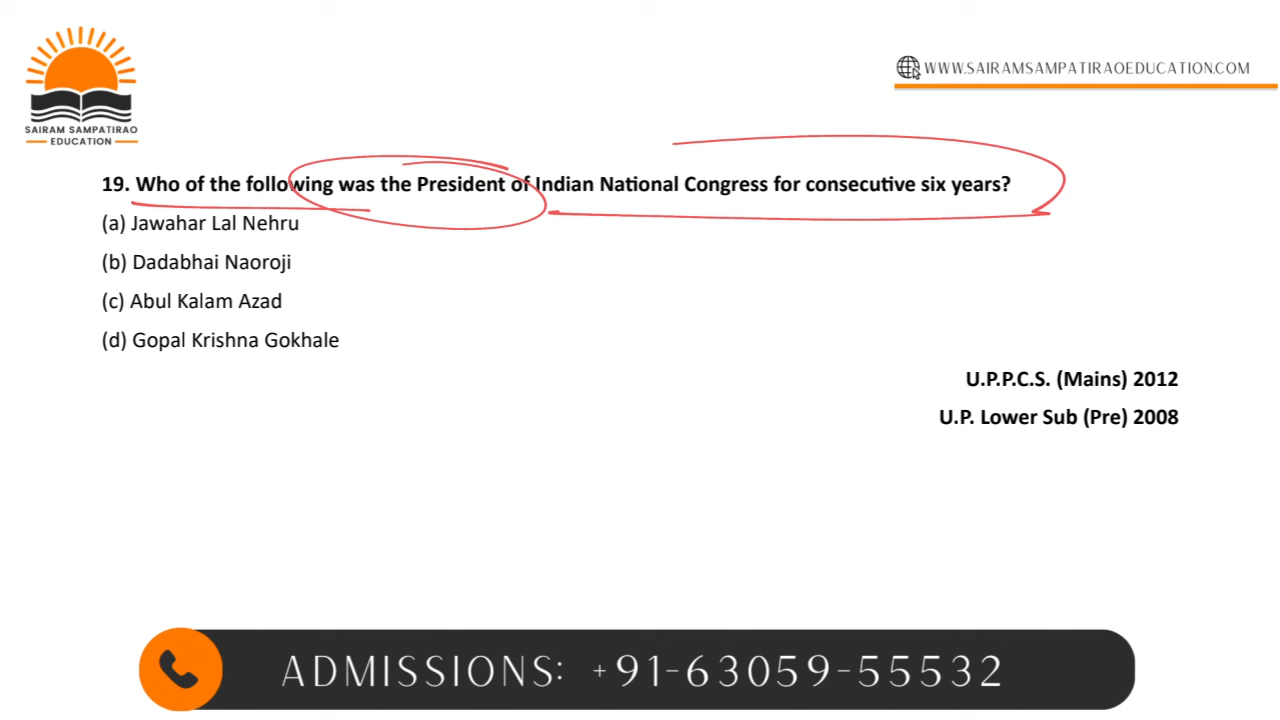 SAIRAM SAMPATIRAO
EDUCATION
WWW.SAIRAMSAMPATIRAOEDUCATION.COM
19. Who of the following was the President of Indian National Congress for consecutive six years?
(a) Jawahar Lal Nehru
(b) Dadabhai Naoroji
(c) Abul Kalam Azad
(d) Gopal Krishna Gokhale
U.P.P.C.S. (Mains) 2012
U.P. Lower Sub (Pre) 2008
ADMISSIONS: +91-63059-55532